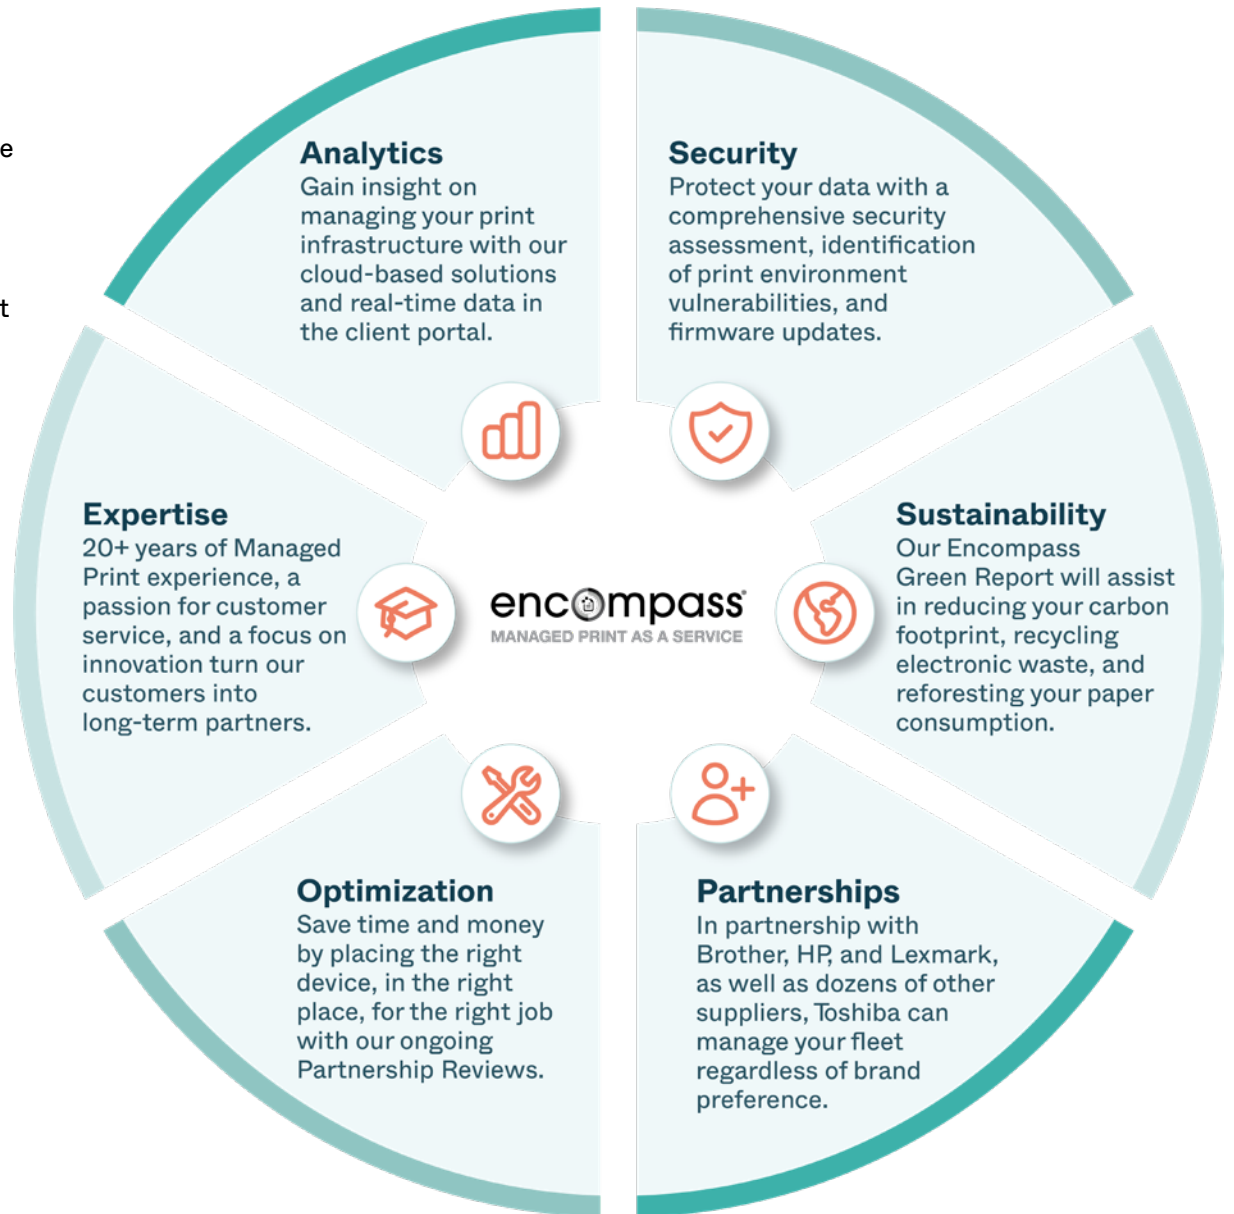 e
t
Analytics
Gain insight on
managing your print
infrastructure with our
cloud-based solutions
and real-time data in
the client portal.
Security
Protect your data with a
comprehensive security
assessment, identification
of print environment
vulnerabilities, and
firmware updates.
Expertise
20+ years of Managed
Print experience, a
passion for customer
service, and a focus on
innovation turn our
customers into
long-term partners.
encompass®
MANAGED PRINT AS A SERVICE
Sustainability
Our Encompass
Green Report will assist
in reducing your carbon
footprint, recycling
electronic waste, and
reforesting your paper
consumption.
Optimization
Save time and money
by placing the right
device, in the right
place, for the right job
with our ongoing
Partnership Reviews.
Partnerships
In partnership with
Brother, HP, and Lexmark,
as well as dozens of other
suppliers, Toshiba can
manage your fleet
regardless of brand
preference.